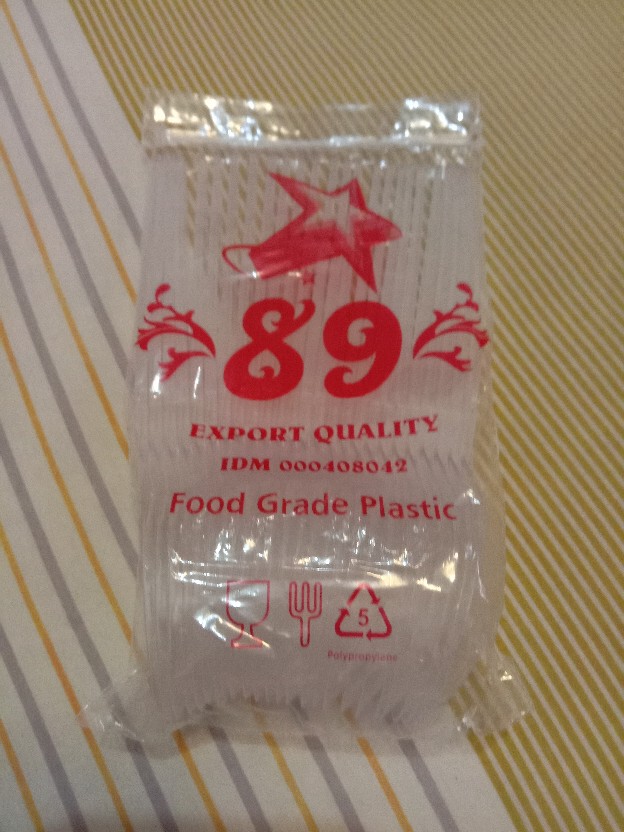 89
EXPORT QUALITY
IDM 000408042
Food Grade Plastic
5
Polypropylene